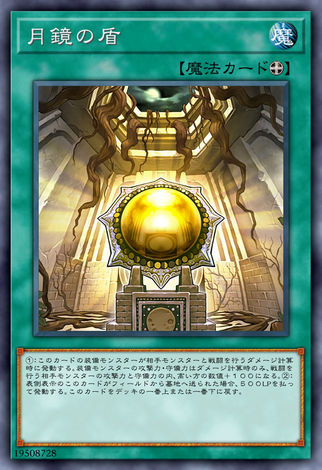 月鏡の盾
魔
【魔法カード】
①:このカードの装備モンスターが相手モンスターと戦闘を行うダメージ計算
時に発動する。装備モンスターの攻撃力・守備力はダメージ計算時のみ、戦闘
を行う相手モンスターの攻撃力と守備力の内、高い方の数値+100になる。②:
表側表示のこのカードがフィールドから墓地へ送られた場合、500LPを払っ
て発動する。このカードをデッキの一番上または一番下に戻す。
19508728